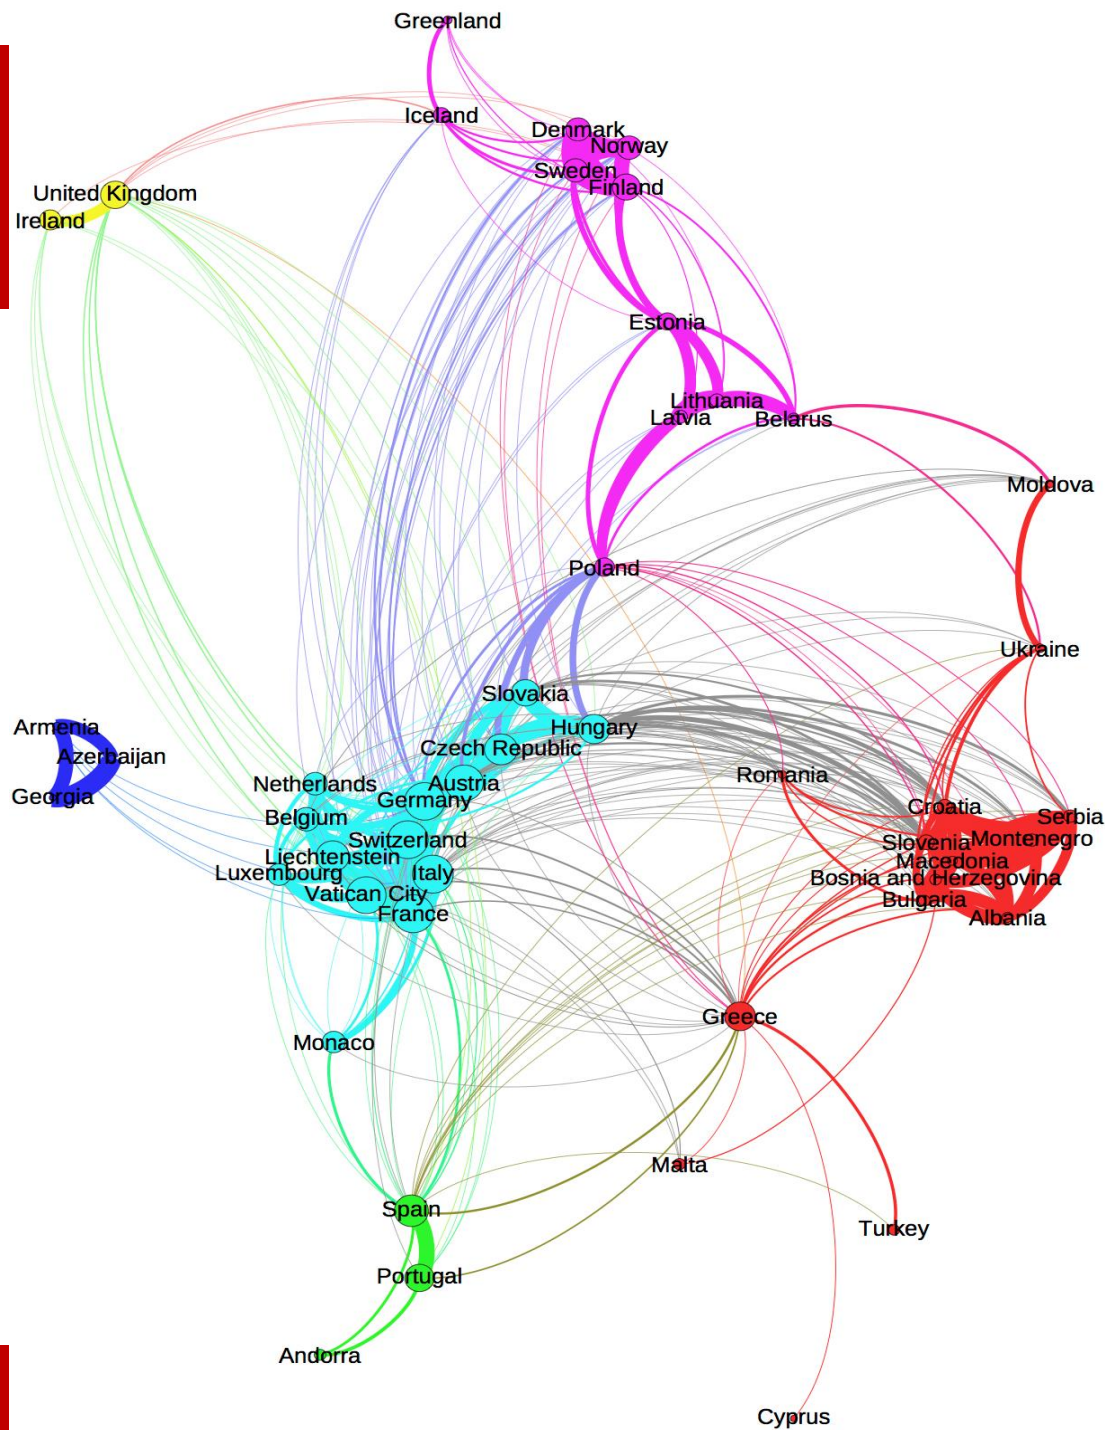 Greenland
Iceland
Denmark
Norway
Sweden
Finland
United Kingdom
Ireland
Estonia
Lithuania
Latvia
Belarus
Moldova
Poland
Ukraine
Slovakia
Armenia
Hungary
Czech Republic
Azerbaijan
Netherlands
Austria
Romania
Georgia
Germany
Croatia
Belgium
Serbia
Switzerland
Slovenia
Montenegro
Liechtenstein
Macedonia
Luxembourg
Italy
Bosnia and Herzegovina
Vatican City
Bulgaria
France
Albania
Greece
Monaco
Malta
Spain
Turkey
Portugal
Andorra
Cyprus